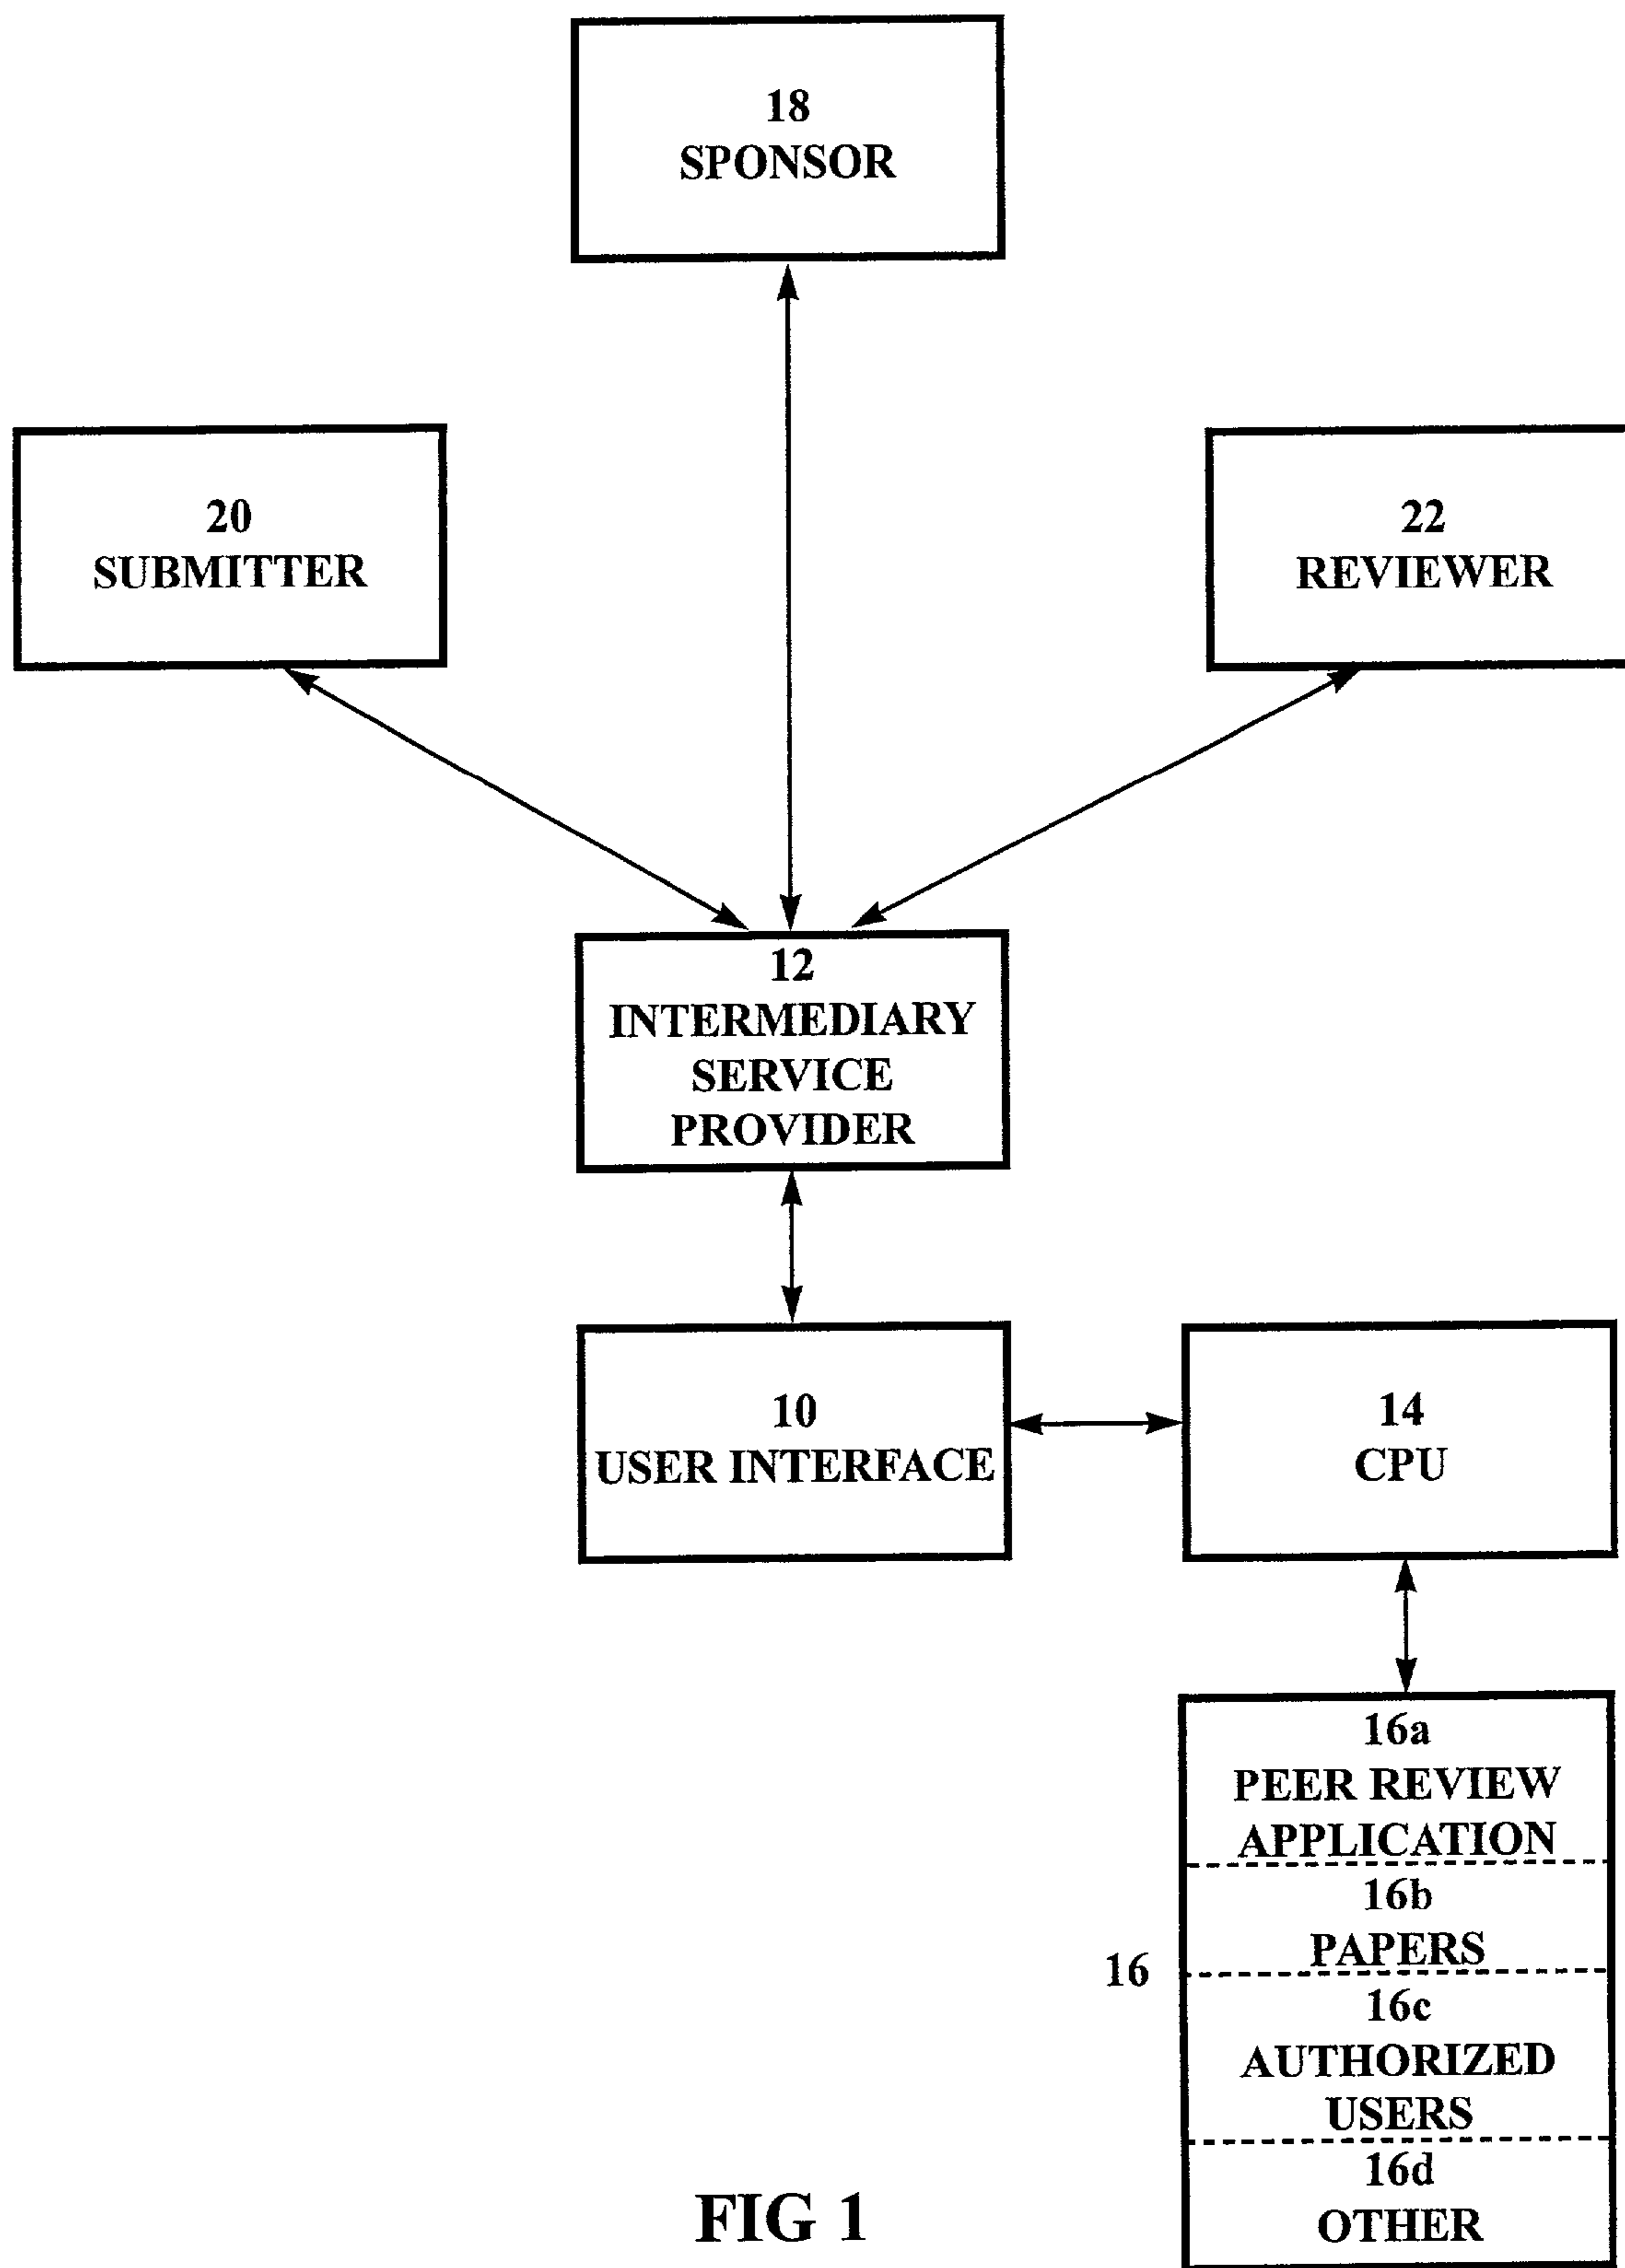 18
SPONSOR
20
SUBMITTER
22
REVIEWER
12
INTERMEDIARY
SERVICE
PROVIDER
10
USER INTERFACE
14
CPU
16a
PEER REVIEW
APPLICATION
16b
PAPERS
16
16c
AUTHORIZED
USERS
16d
OTHER
FIG 1